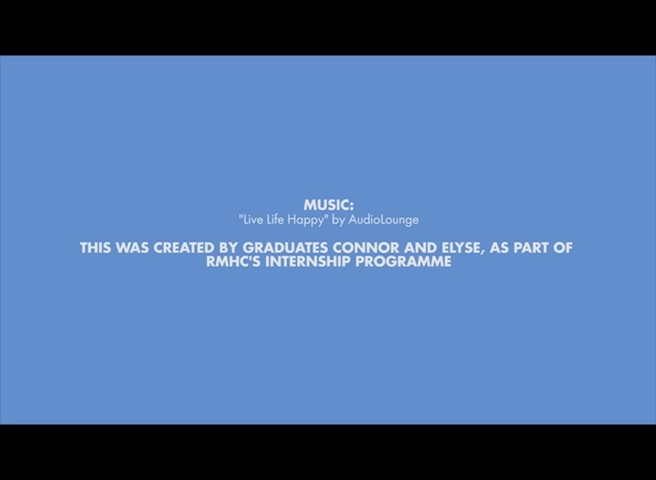 MUSIC:
"Live Life Happy" by AudioLounge
THIS WAS CREATED BY GRADUATES CONNOR AND ELYSE, AS PART OF
RMHC'S INTERNSHIP PROGRAMME